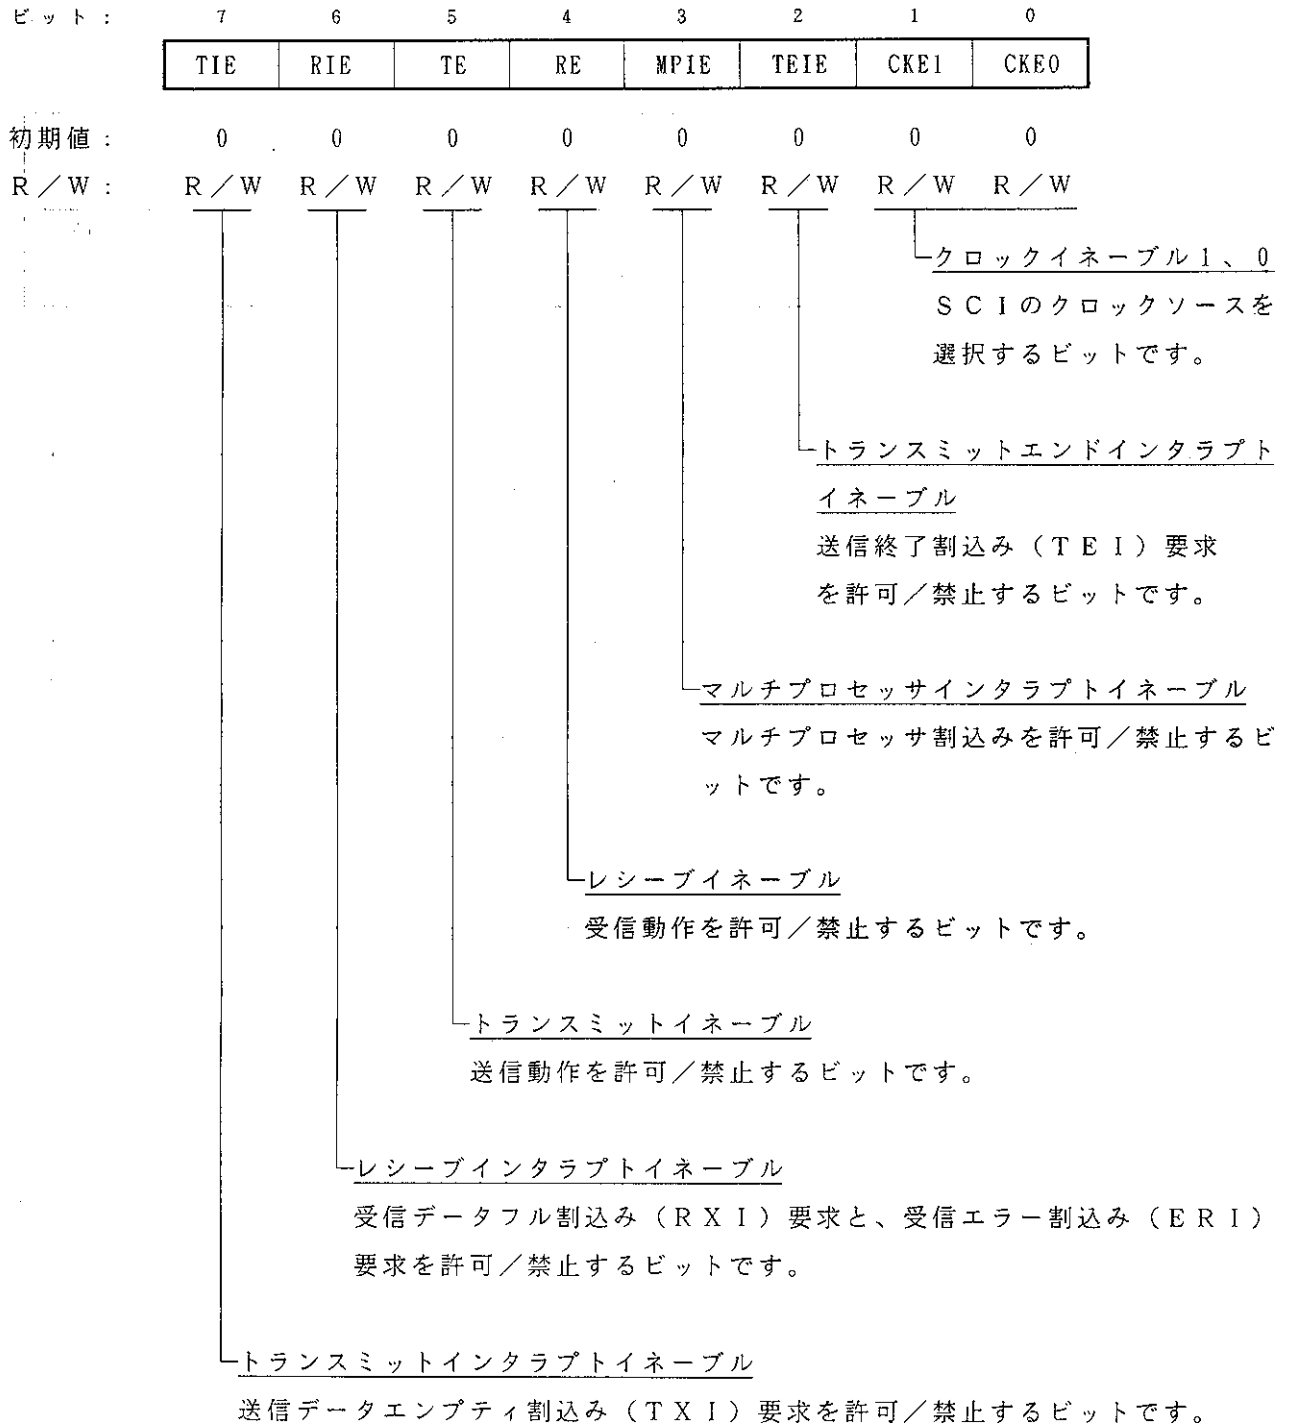 ビット： 7 6 5 4 3 2 1 0
TIE RIE TE RE MPIE TEIE CKE1 CKE0
初期値： 0 0 0 0 0 0 0 0
R／W： R／W R／W R／W R／W R／W R／W R／W R／W
クロックイネーブル1、0
ＳＣＩのクロックソースを
選択するビットです。
トランスミットエンドインタラプト
イネーブル
送信終了割込み（ＴＥＩ）要求
を許可／禁止するビットです。
マルチプロセッサインタラプトイネーブル
マルチプロセッサ割込みを許可／禁止するビ
ットです。
レシーブイネーブル
受信動作を許可／禁止するビットです。
トランスミットイネーブル
送信動作を許可／禁止するビットです。
レシーブインタラプトイネーブル
受信データフル割込み（ＲＸＩ）要求と、受信エラー割込み（ＥＲＩ）
要求を許可／禁止するビットです。
トランスミットインタラプトイネーブル
送信データエンプティ割込み（ＴＸＩ）要求を許可／禁止するビットです。